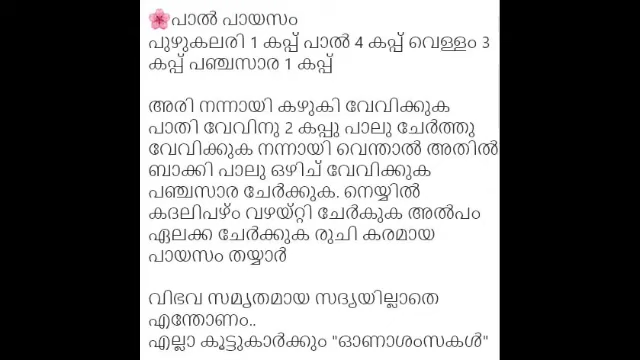 🌸പാൽ പായസം
പുഴുകലരി 1 കപ്പ് പാൽ 4 കപ്പ് വെള്ളം 3
കപ്പ് പഞ്ചസാര 1 കപ്പ്
അരി നന്നായി കഴുകി വേവിക്കുക
പാതി വേവിനു 2 കപ്പു പാലു ചേർത്തു
വേവിക്കുക നന്നായി വെന്താൽ അതിൽ
ബാക്കി പാലു ഒഴിച് വേവിക്കുക
പഞ്ചസാര ചേർക്കുക. നെയ്യിൽ
കദലിപഴ്ം വഴയ്റ്റി ചേർകുക അൽപം
ഏലക്ക ചേർക്കുക രുചി കരമായ
പായസം തയ്യാർ
വിഭവ സമൃതമായ സദ്യയില്ലാതെ
എന്തോണം..
എല്ലാ കൂട്ടുകാർക്കും "ഓണാശംസകൾ"